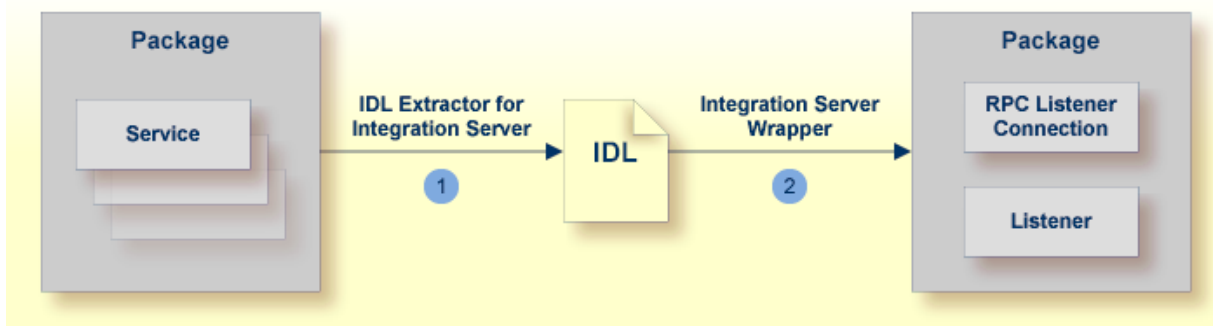 Package
Service
IDL Extractor for
Integration Server
1
IDL
Integration Server
Wrapper
2
Package
RPC Listener
Connection
Listener